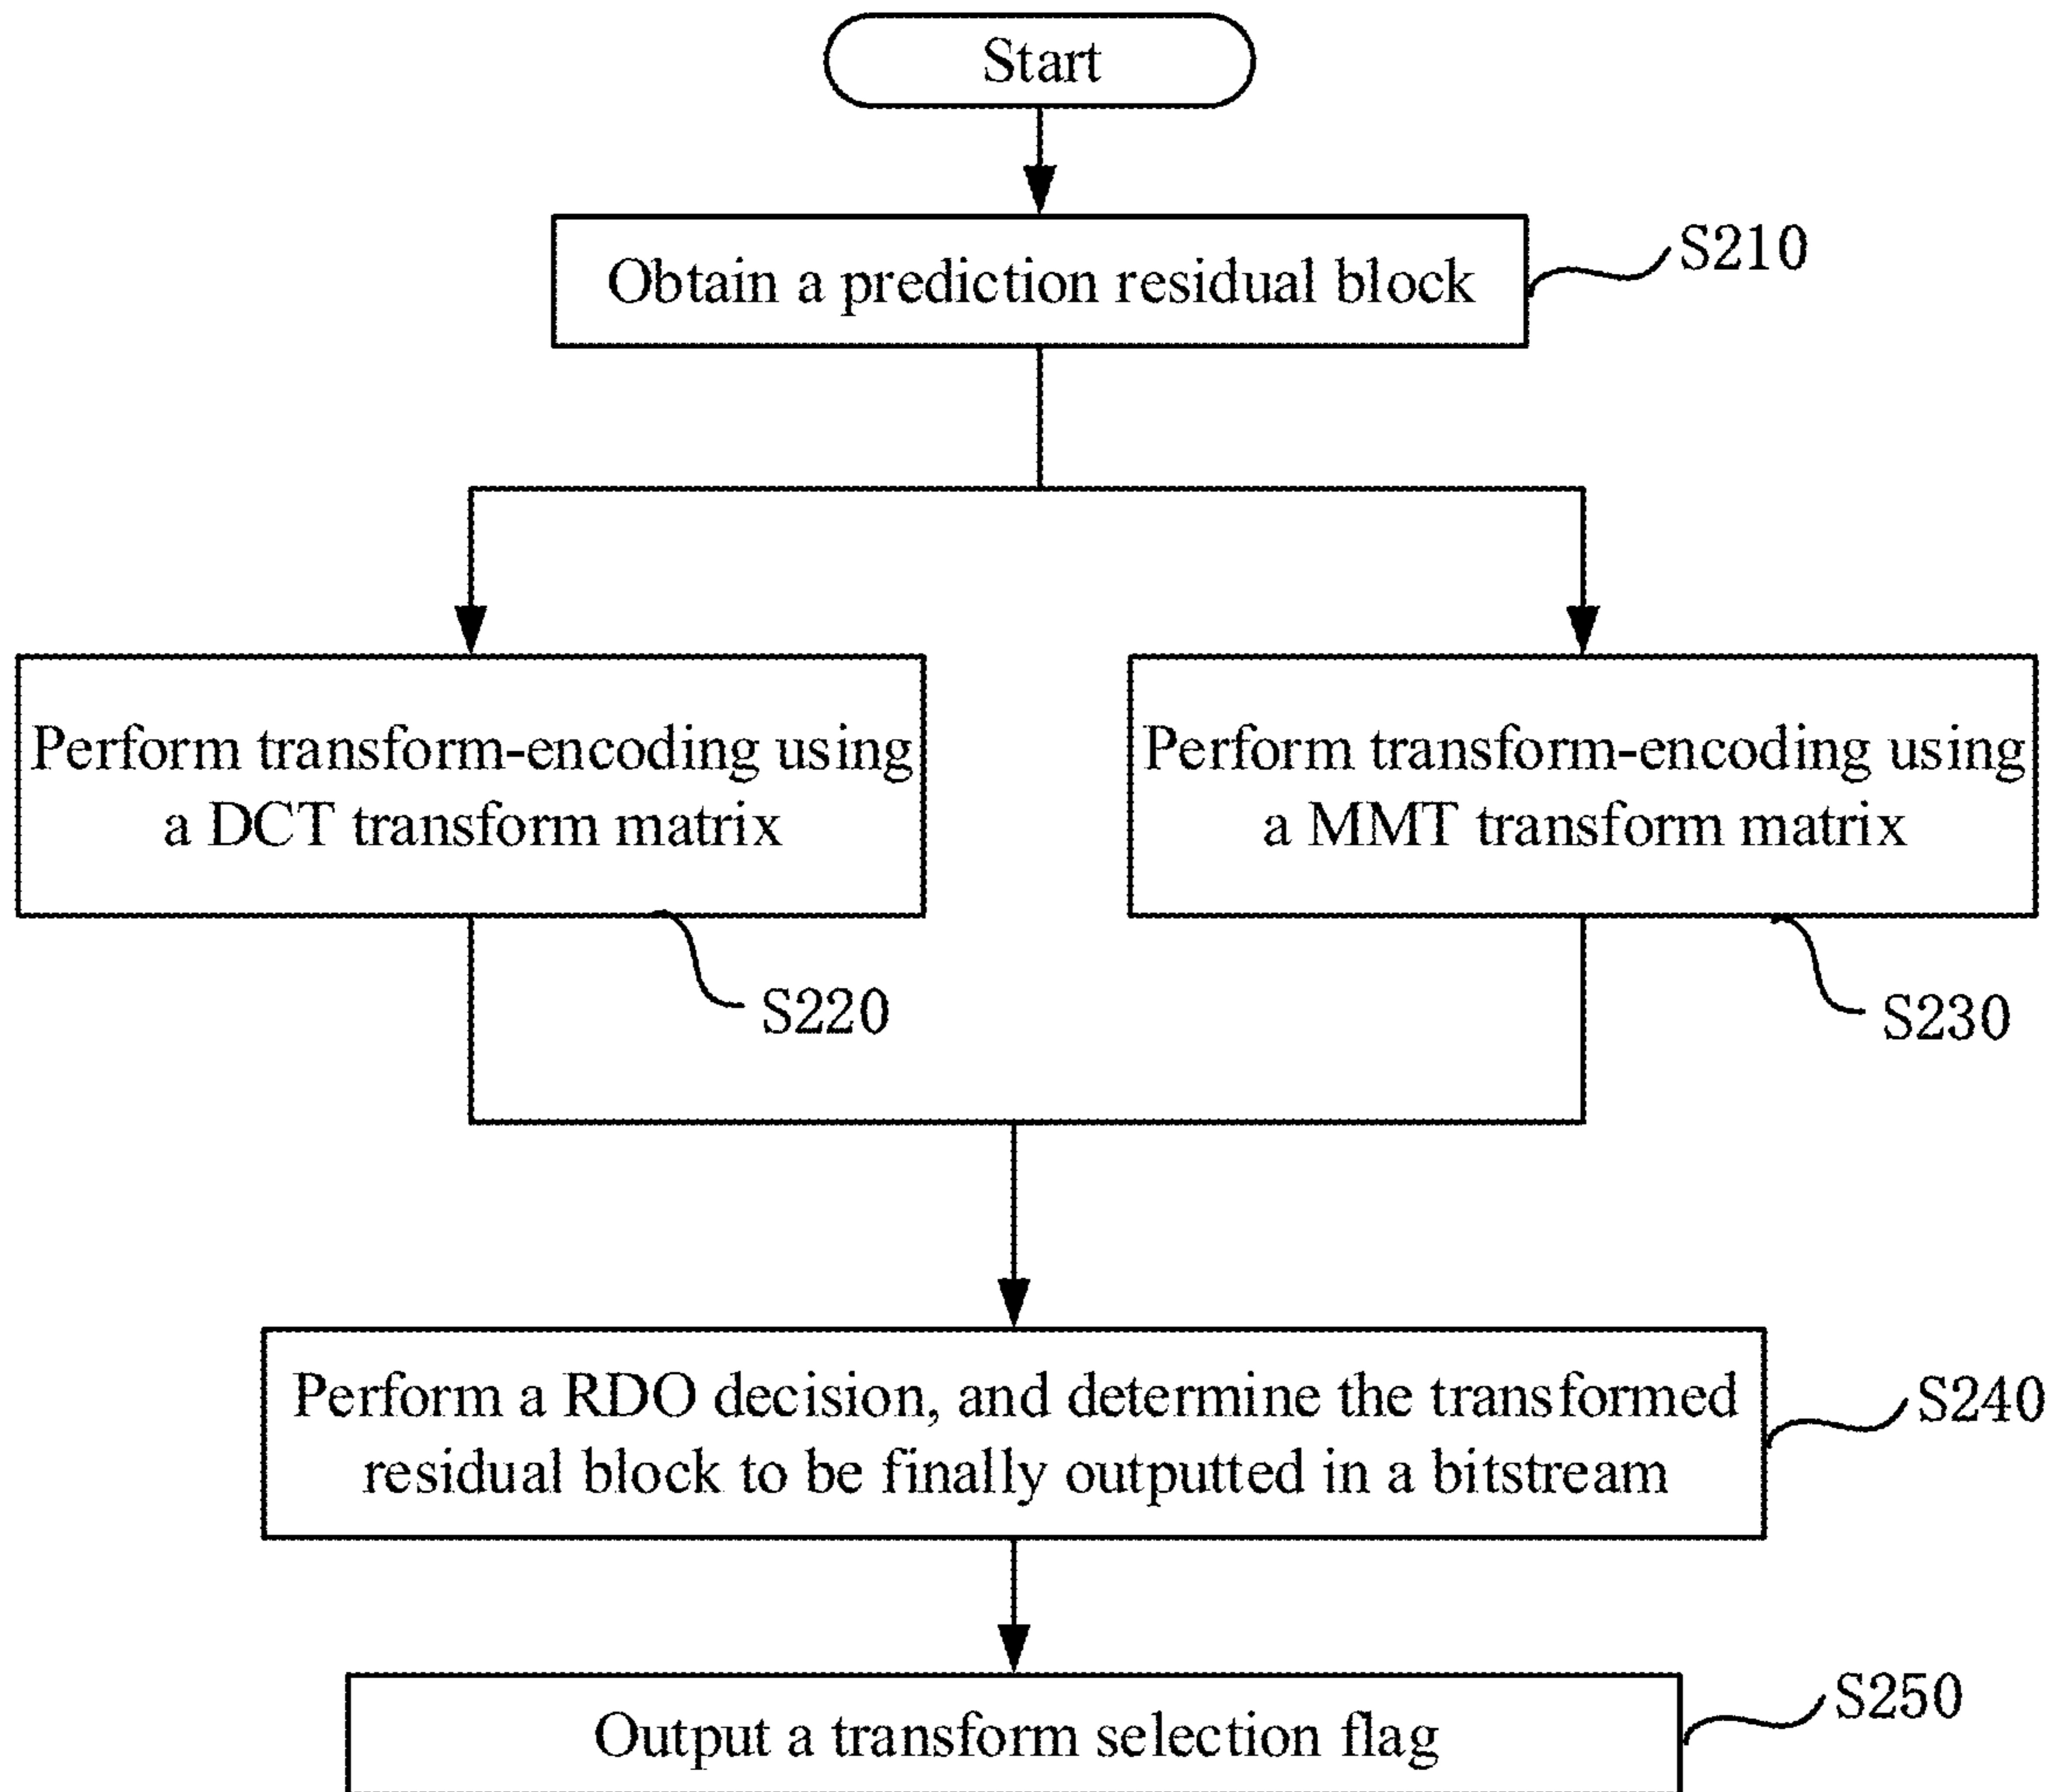 Start
Obtain a prediction residual block
S210
Perform transform-encoding using
a DCT transform matrix
S220
Perform transform-encoding using
a MMT transform matrix
S230
Perform a RDO decision, and determine the transformed
residual block to be finally outputted in a bitstream
S240
Output a transform selection flag
S250